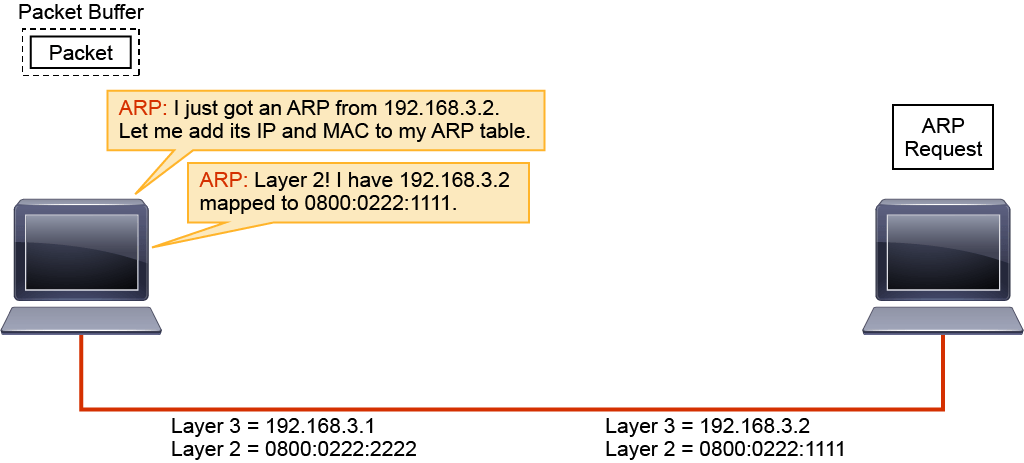 Packet Buffer
Packet
ARP: I just got an ARP from 192.168.3.2.
Let me add its IP and MAC to my ARP table.
ARP
Request
ARP: Layer 2! I have 192.168.3.2
mapped to 0800:0222:1111.
Layer 3 = 192.168.3.1
Layer 2 = 0800:0222:2222
Layer 3 = 192.168.3.2
Layer 2 = 0800:0222:1111